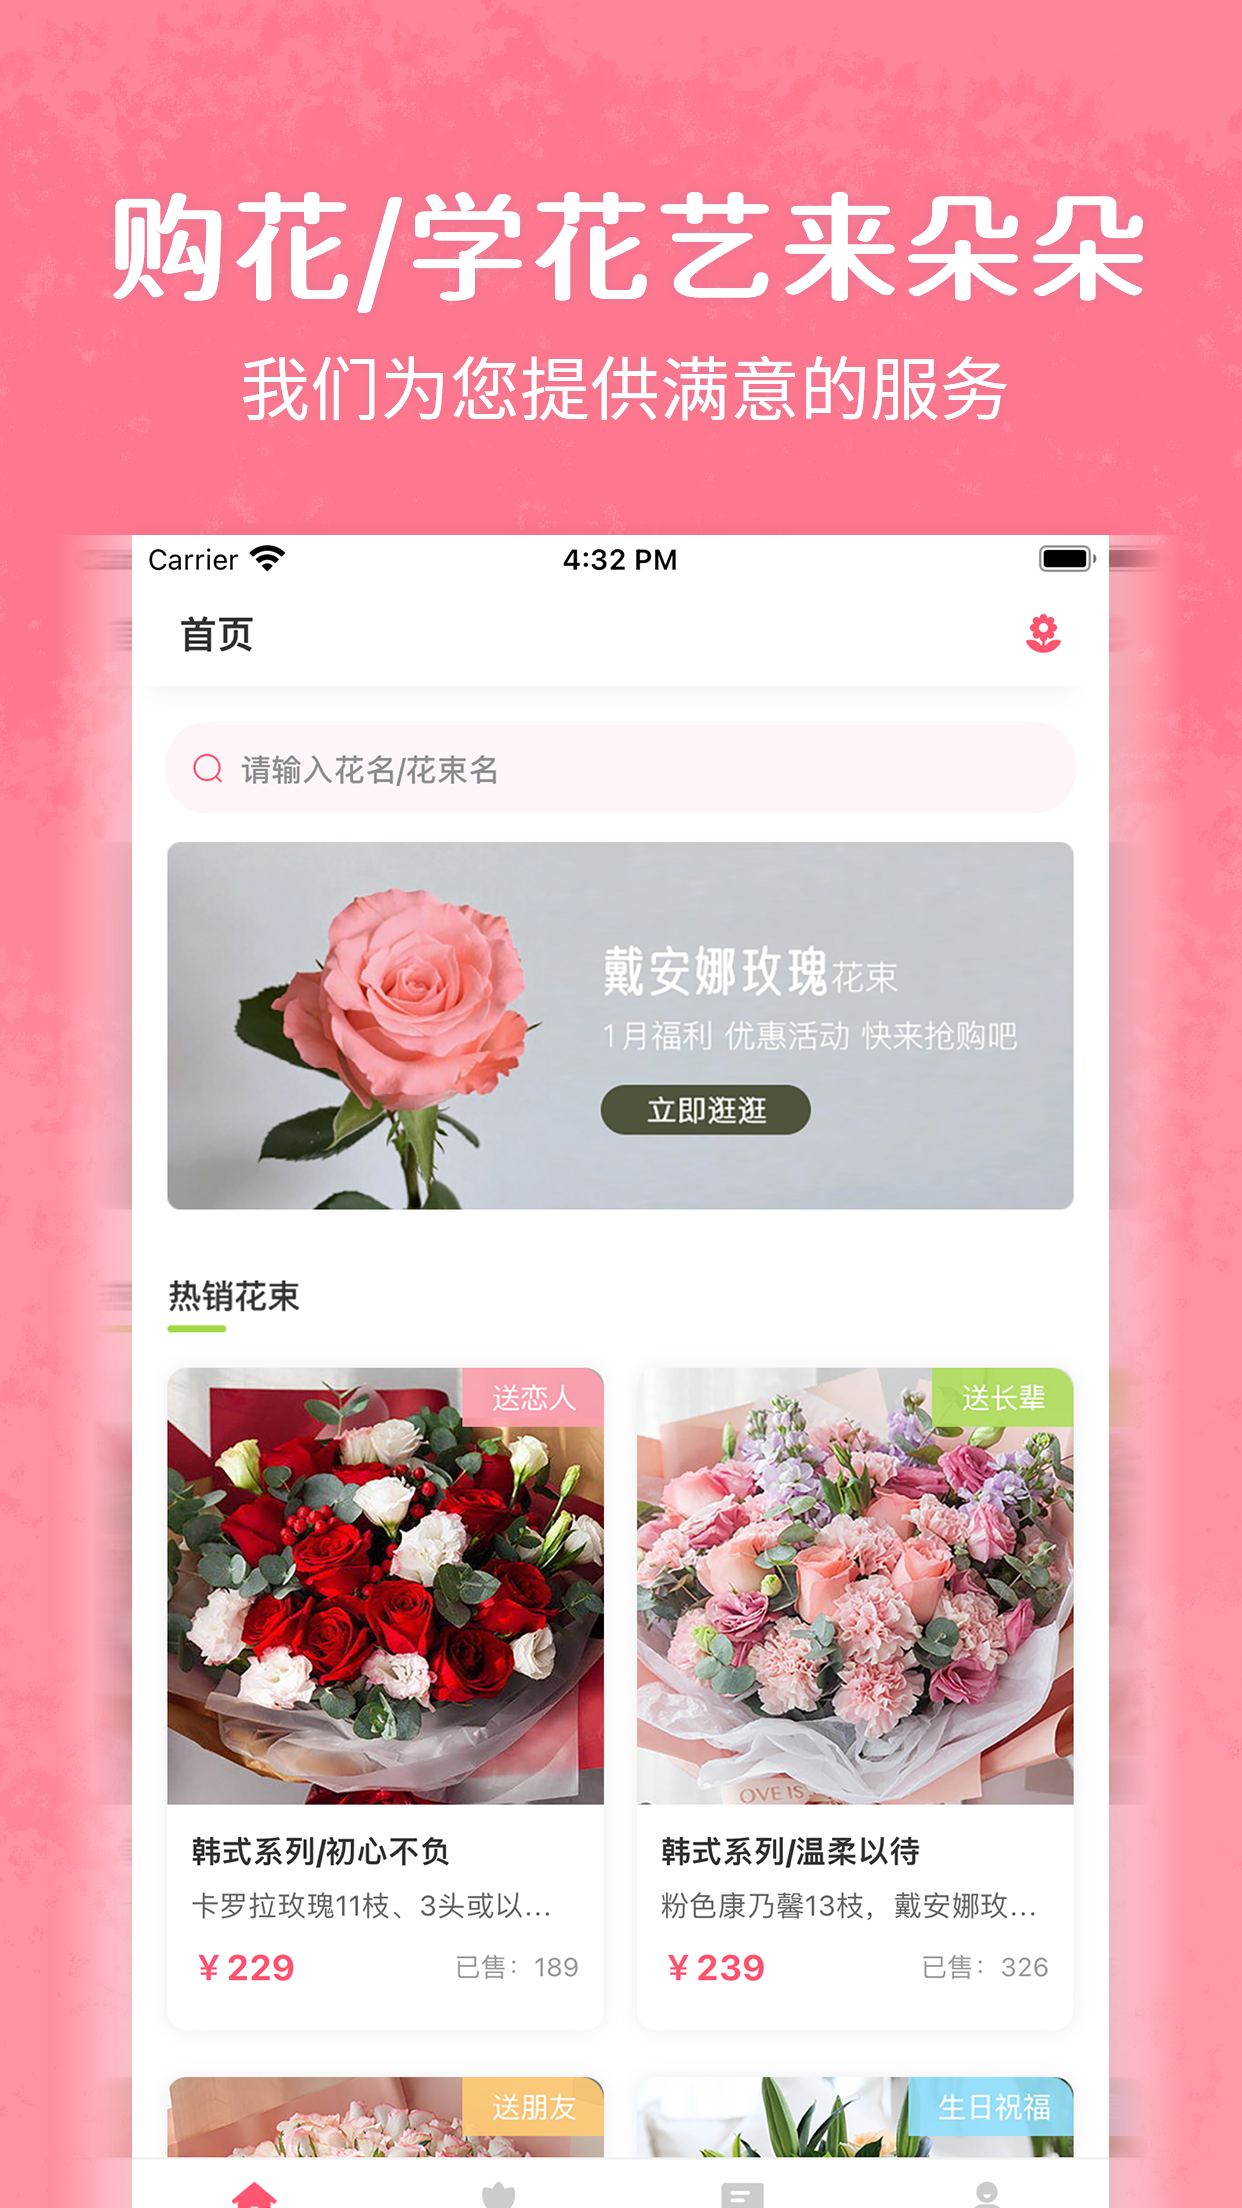 购花/学花艺来朵朵
我们为您提供满意的服务
Carrier 4:32 PM
首页
请输入花名/花束名
戴安娜玫瑰花束
1月福利 优惠活动 快来抢购吧
立即逛逛
热销花束
送恋人
送长辈
OVE IS
韩式系列/初心不负
韩式系列/温柔以待
卡罗拉玫瑰11枝、3头或以...
粉色康乃馨13枝，戴安娜玫...
¥ 229 已售：189
¥ 239 已售：326
送朋友
生日祝福